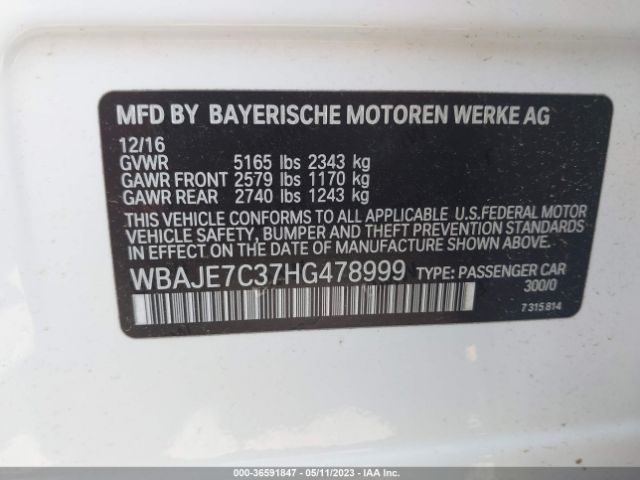 MFD BY BAYERISCHE MOTOREN WERKE AG
12/16
GVWR 5165 lbs 2343 kg
GAWR FRONT 2579 lbs 1170 kg
GAWR REAR 2740 lbs 1243 kg
THIS VEHICLE CONFORMS TO ALL APPLICABLE U.S.FEDERAL MOTOR
VEHICLE SAFETY, BUMPER AND THEFT PREVENTION STANDARDS
IN EFFECT ON THE DATE OF MANUFACTURE SHOWN ABOVE.
WBAJE7C37HG478999 TYPE: PASSENGER CAR
300/0
7315814
000-36591847 - 05/11/2023 - IAA Inc.